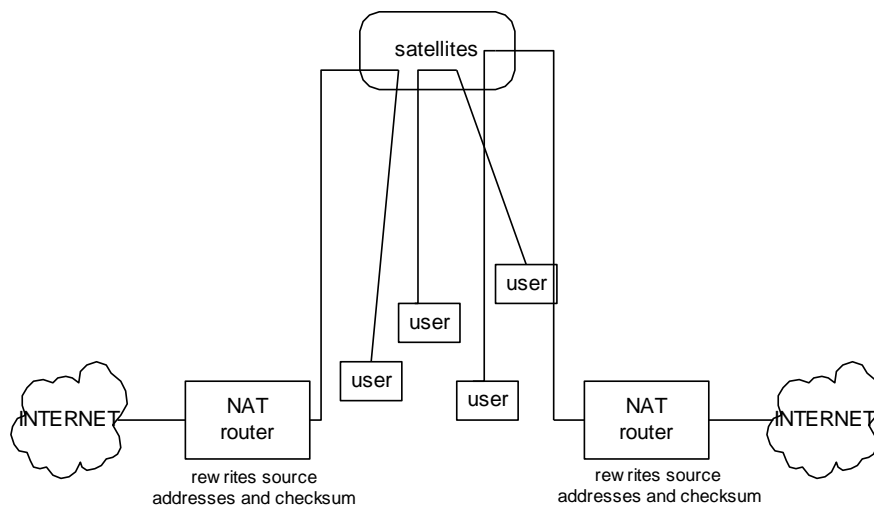 satellites
user
user
user
user
INTERNET
NAT
router
NAT
router
INTERNET
rew rites source
addresses and checksum
rew rites source
addresses and checksum